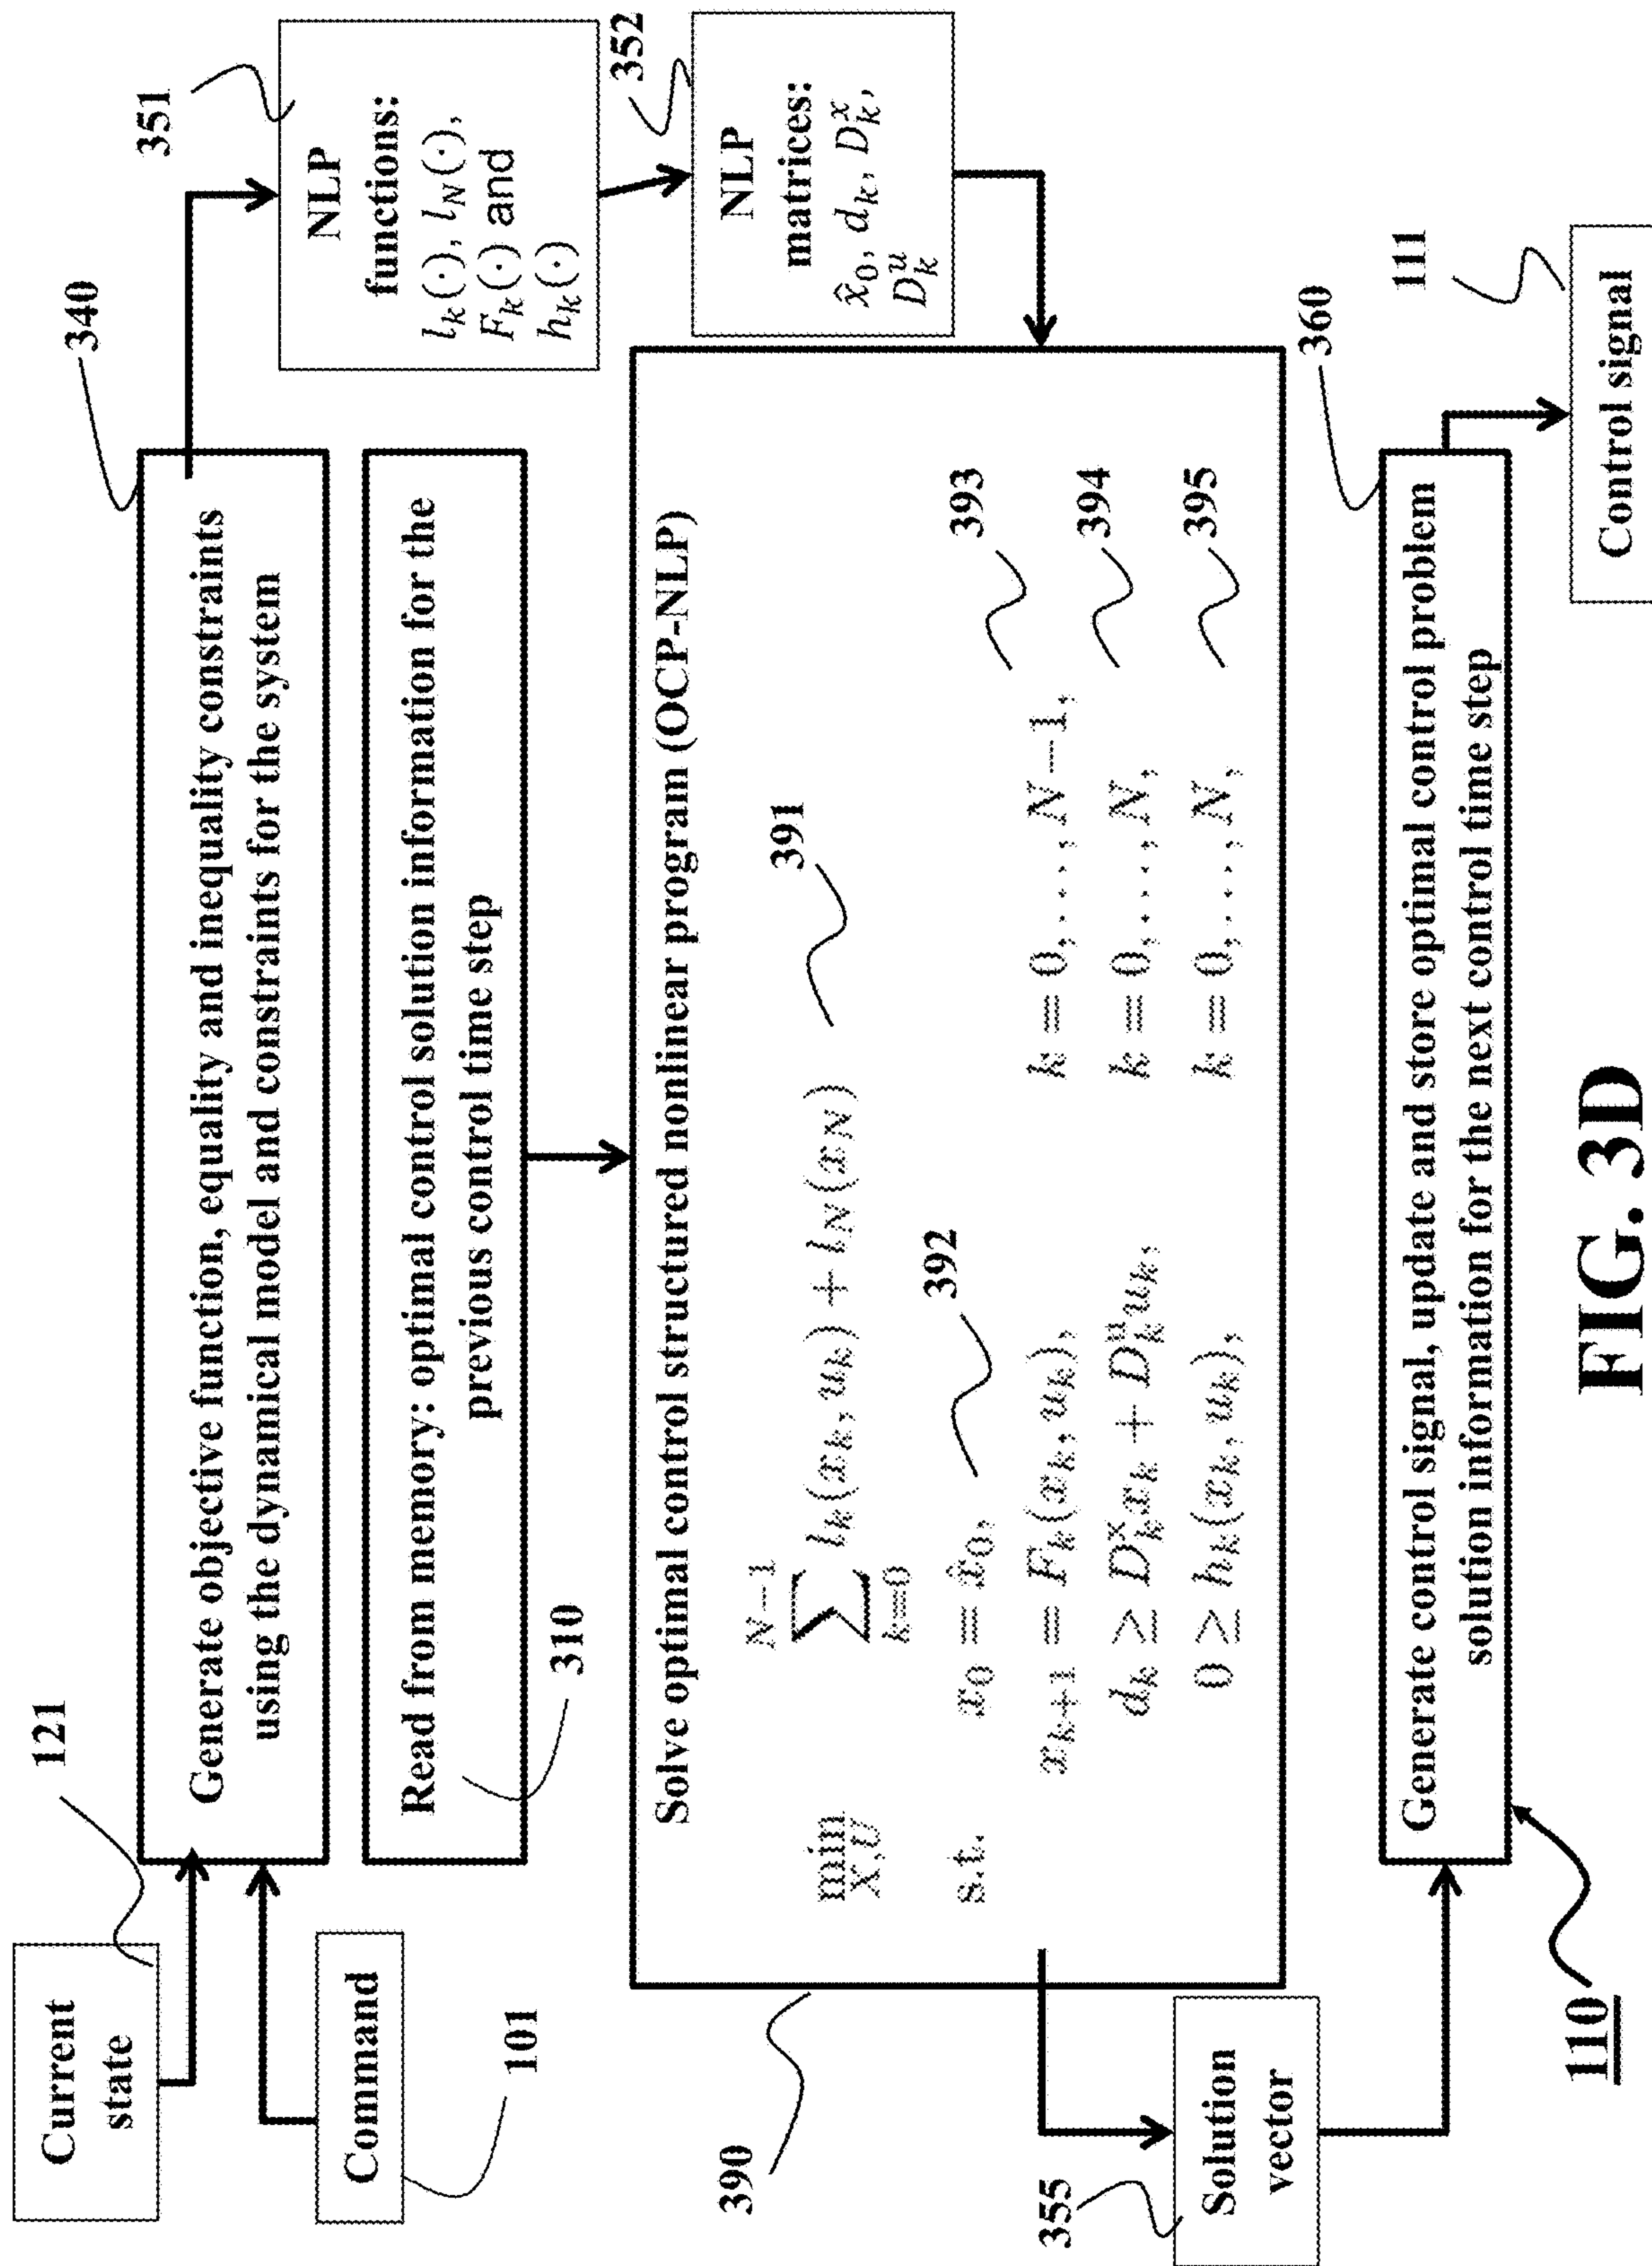 Current
state
121
Command
101
340
Generate objective function, equality and inequality constraints
using the dynamical model and constraints for the system
351
NLP
functions:
l_k(·), l_N(·),
F_k(·) and
h_k(·)
Read from memory: optimal control solution information for the
previous control time step
310
352
NLP
matrices:
x̂_0, d_k, D_k^x,
D_k^u
390
Solve optimal control structured nonlinear program (OCP-NLP)
min_{X,U} ∑_{k=0}^{N−1} l_k(x_k, u_k) + l_N(x_N)
391
s.t. x_0 = x̂_0,
392
x_{k+1} = F_k(x_k, u_k), k = 0, …, N−1,
393
d_k ≥ D_k^x x_k + D_k^u u_k, k = 0, …, N,
394
0 ≥ h_k(x_k, u_k), k = 0, …, N,
395
355
Solution
vector
360
Generate control signal, update and store optimal control problem
solution information for the next control time step
111
Control signal
110
FIG. 3D